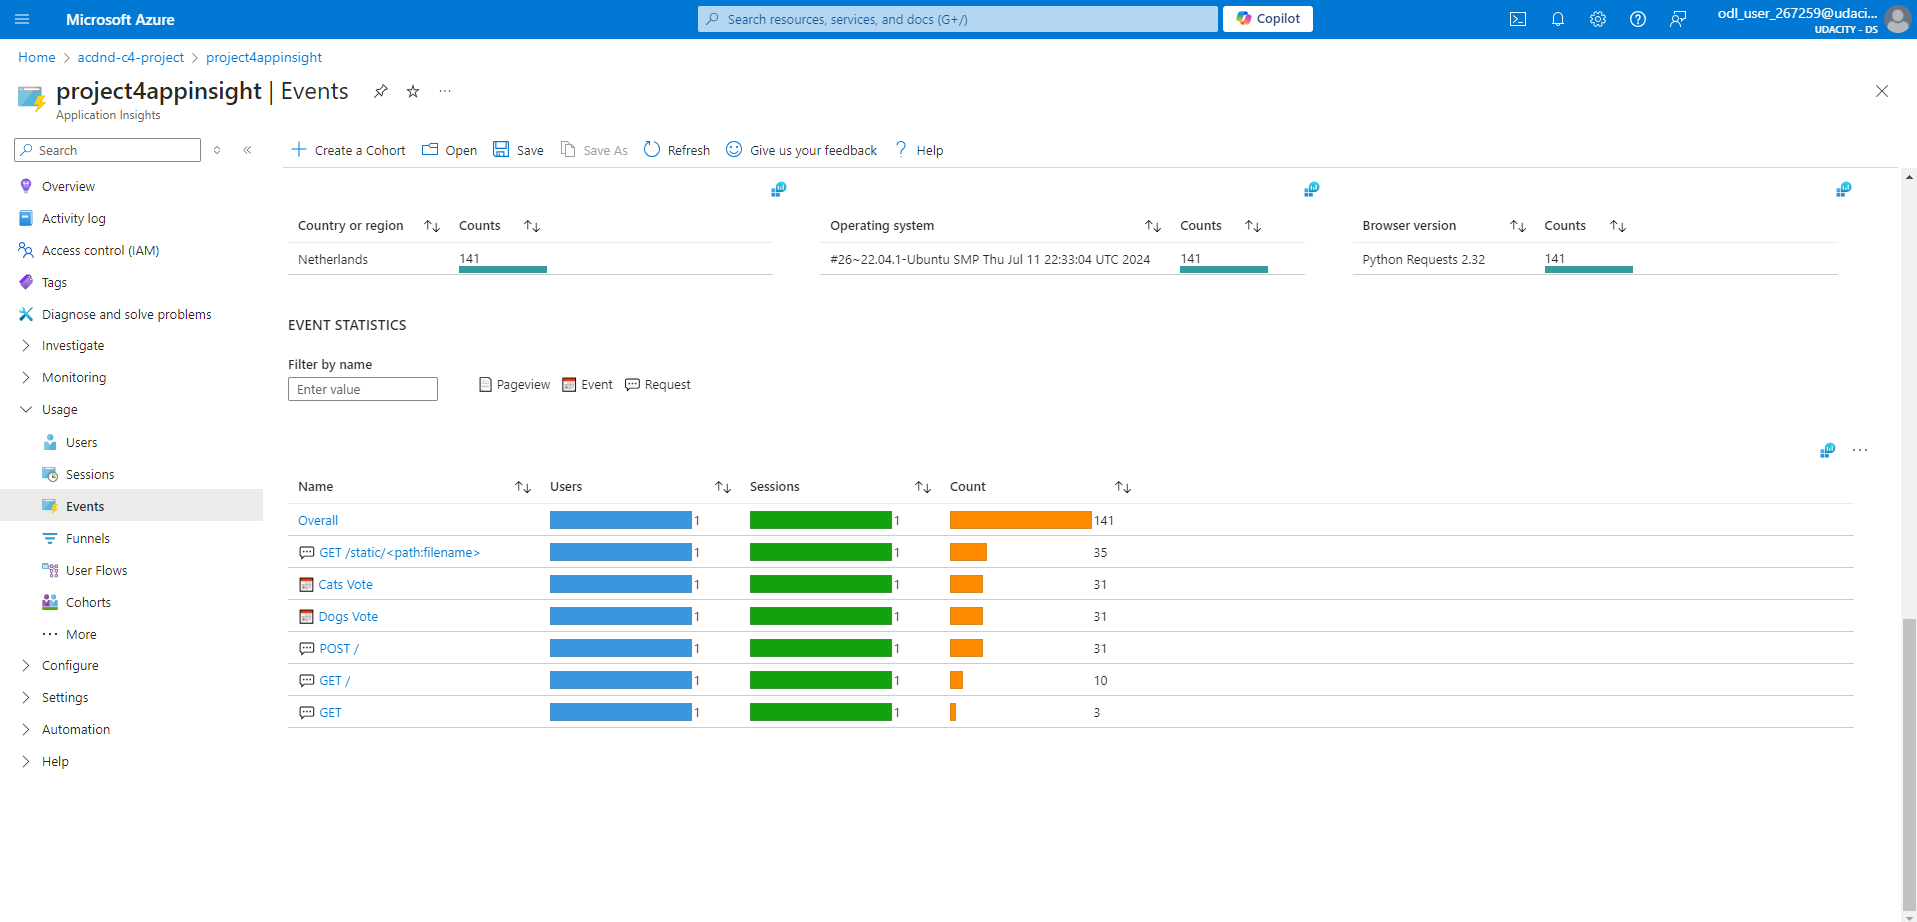 Microsoft Azure
Search resources, services, and docs (G+/)
Copilot
odl_user_267259@udaci...
UDACITY - DS
Home > acdnd-c4-project > project4appinsight
project4appinsight | Events
Application Insights
Search
Create a Cohort Open Save Save As Refresh Give us your feedback Help
Overview
Activity log
Access control (IAM)
Tags
Diagnose and solve problems
Investigate
Monitoring
Usage
Users
Sessions
Events
Funnels
User Flows
Cohorts
More
Configure
Settings
Automation
Help
Country or region Counts
Netherlands 141
Operating system Counts
#26~22.04.1-Ubuntu SMP Thu Jul 11 22:33:04 UTC 2024 141
Browser version Counts
Python Requests 2.32 141
EVENT STATISTICS
Filter by name
Enter value
Pageview Event Request
Name Users Sessions Count
Overall 1 1 141
GET /static/<path:filename> 1 1 35
Cats Vote 1 1 31
Dogs Vote 1 1 31
POST / 1 1 31
GET / 1 1 10
GET 1 1 3